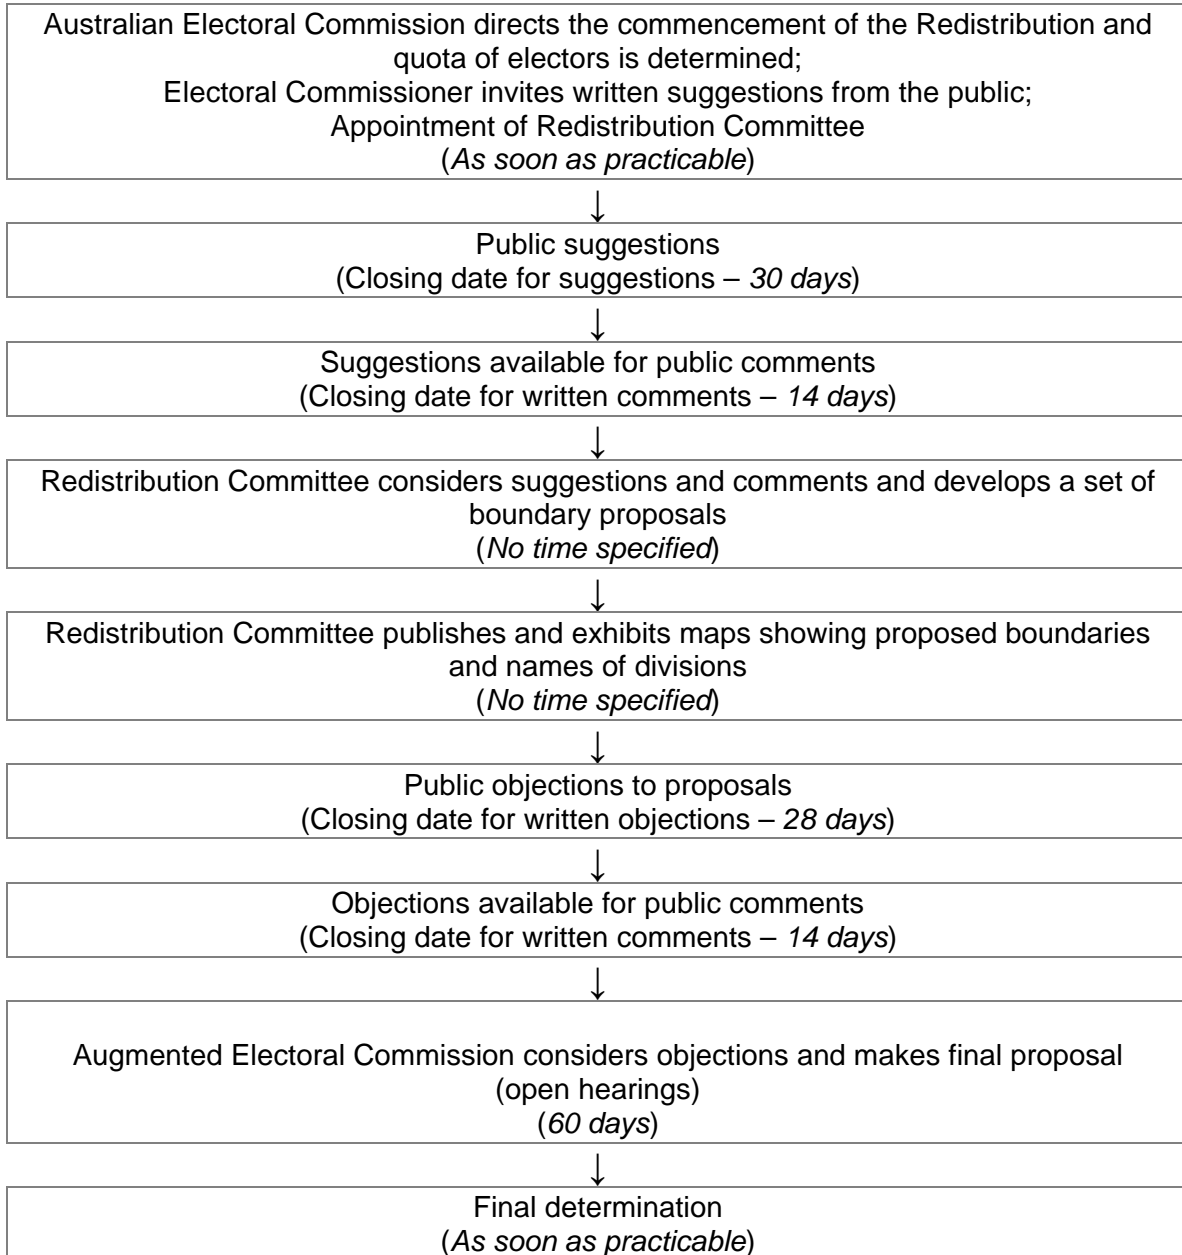 Australian Electoral Commission directs the commencement of the Redistribution and
quota of electors is determined;
Electoral Commissioner invites written suggestions from the public;
Appointment of Redistribution Committee
(As soon as practicable)
↓
Public suggestions
(Closing date for suggestions – 30 days)
↓
Suggestions available for public comments
(Closing date for written comments – 14 days)
↓
Redistribution Committee considers suggestions and comments and develops a set of
boundary proposals
(No time specified)
↓
Redistribution Committee publishes and exhibits maps showing proposed boundaries
and names of divisions
(No time specified)
↓
Public objections to proposals
(Closing date for written objections – 28 days)
↓
Objections available for public comments
(Closing date for written comments – 14 days)
↓
Augmented Electoral Commission considers objections and makes final proposal
(open hearings)
(60 days)
↓
Final determination
(As soon as practicable)